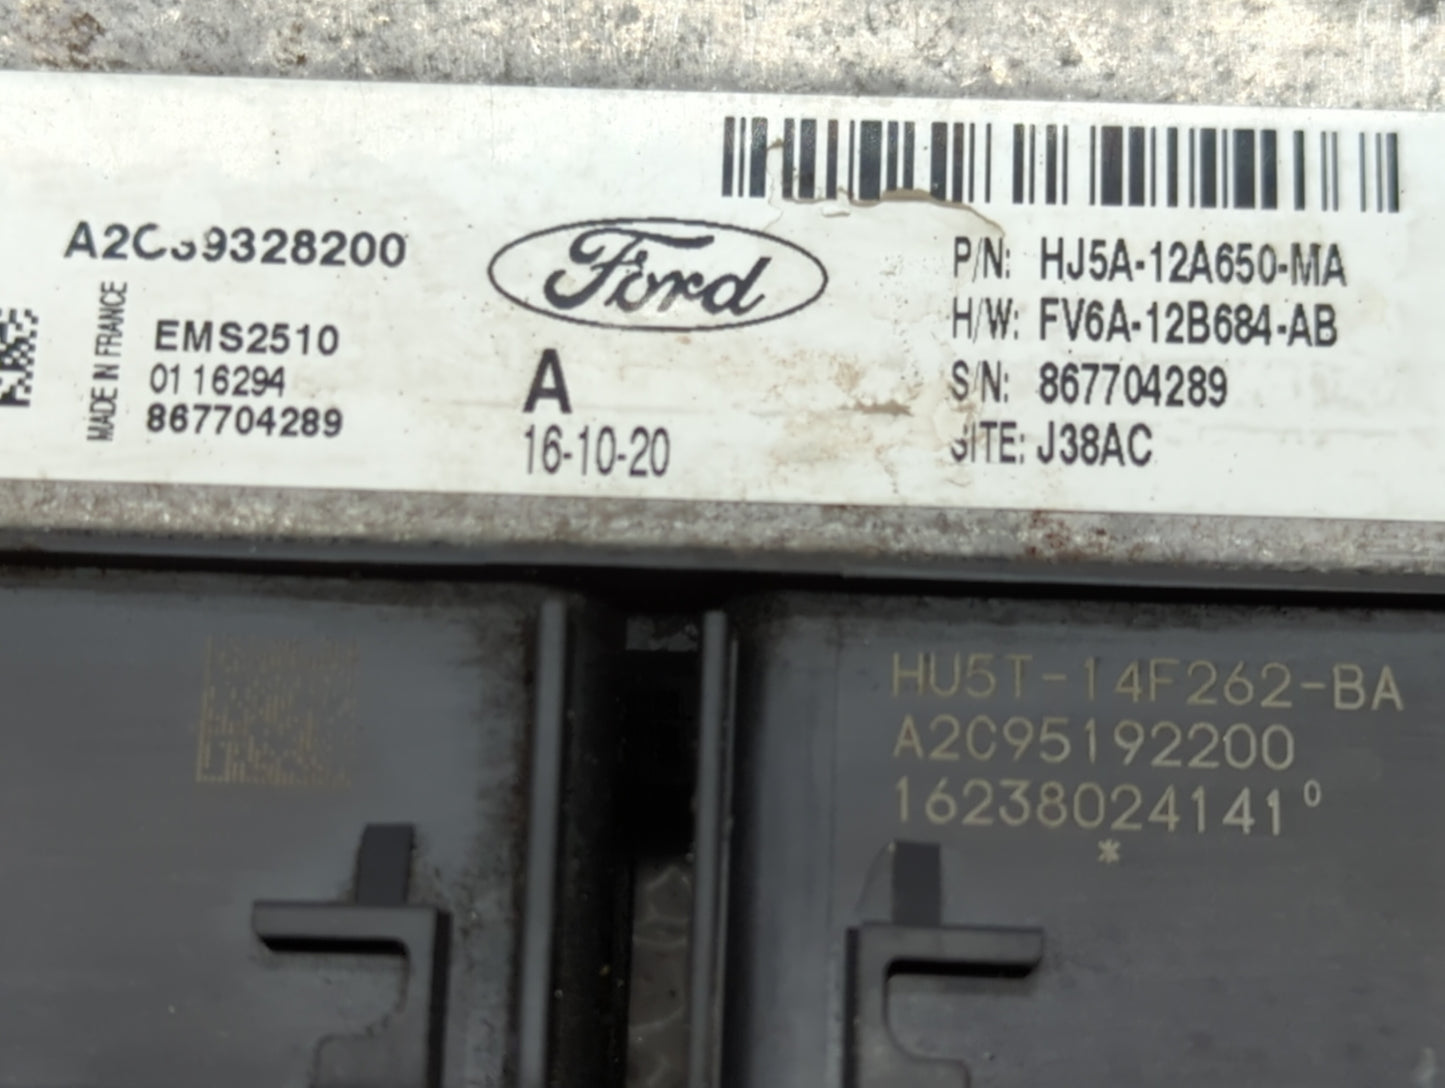 A2C39328200
MADE IN FRANCE
EMS2510
01 16294
867704289
Ford
A
16-10-20
P/N: HJ5A-12A650-MA
H/W: FV6A-12B684-AB
S/N: 867704289
SITE: J38AC
HU5T-14F262-BA
A2C95192200
16238024141⁰
*